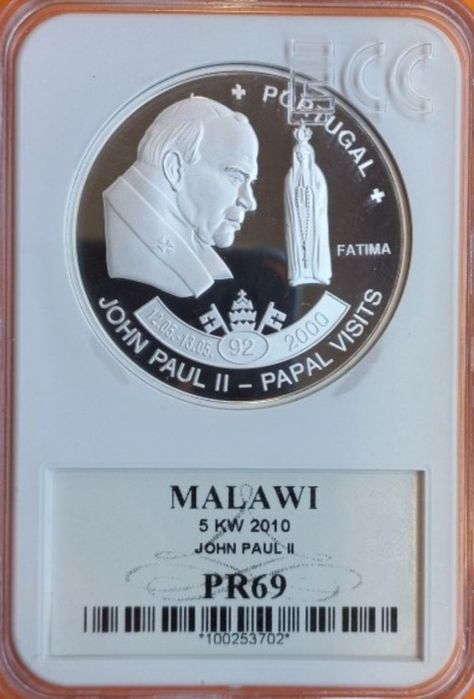 ECC
PORTUGAL
FATIMA
12.05.-13.05. 92 2000
JOHN PAUL II – PAPAL VISITS
MALAWI
5 KW 2010
JOHN PAUL II
PR69
*100253702*